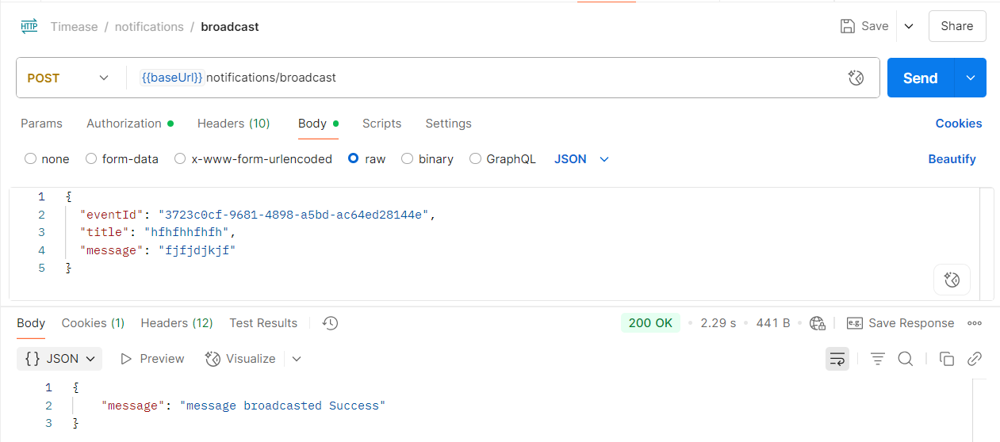 HTTP Timease / notifications / broadcast Save Share
POST {{baseUrl}} notifications/broadcast Send
Params Authorization Headers (10) Body Scripts Settings Cookies
none form-data x-www-form-urlencoded raw binary GraphQL JSON Beautify
1 {
2 "eventId": "3723c0cf-9681-4898-a5bd-ac64ed28144e",
3 "title": "hfhfhhfhfh",
4 "message": "fjfjdjkjf"
5 }
Body Cookies (1) Headers (12) Test Results 200 OK • 2.29 s • 441 B • e.g. Save Response
{} JSON Preview Visualize
1 {
2 "message": "message broadcasted Success"
3 }